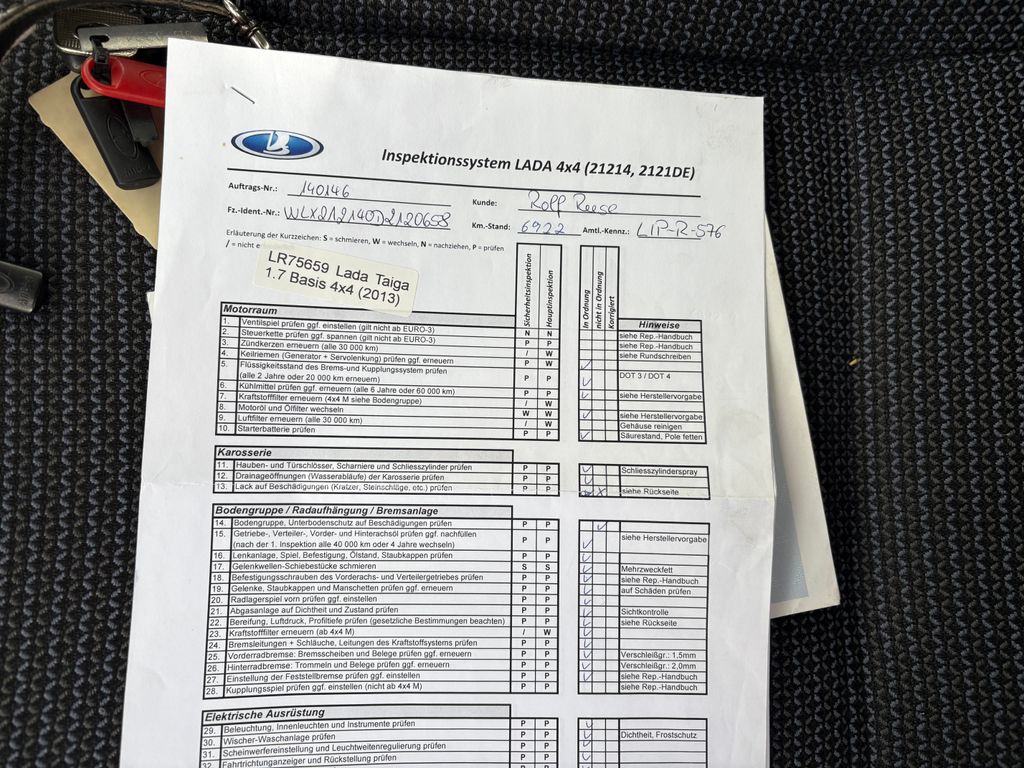 Inspektionssystem LADA 4x4 (21214, 2121DE)
Auftrags-Nr.: 140146 Kunde: Rolf Reese
Fz.-Ident.-Nr.: WLX212140D2120658 Km.-Stand: 6922 Amtl.-Kennz.: LIP-R-576
Erläuterung der Kurzzeichen: S = schmieren, W = wechseln, N = nachziehen, P = prüfen
/ = nicht e
LR75659 Lada Taiga
1.7 Basis 4x4 (2013)
Sicherheitsinspektion
Hauptinspektion
In Ordnung
nicht in Ordnung
Korrigiert
Motorraum Hinweise
1. Ventilspiel prüfen ggf. einstellen (gilt nicht ab EURO-3) N N siehe Rep.-Handbuch
2. Steuerkette prüfen ggf. spannen (gilt nicht ab EURO-3) P P siehe Rep.-Handbuch
3. Zündkerzen erneuern (alle 30 000 km) / W siehe Rundschreiben
4. Keilriemen (Generator + Servolenkung) prüfen ggf. erneuern P W
5. Flüssigkeitsstand des Brems-und Kupplungssystem prüfen
(alle 2 Jahre oder 20 000 km erneuern) P P DOT 3 / DOT 4
6. Kühlmittel prüfen ggf. erneuern (alle 6 Jahre oder 60 000 km) P P siehe Herstellervorgabe
7. Kraftstofffilter erneuern (4x4 M siehe Bodengruppe) / W
8. Motoröl und Ölfilter wechseln W W siehe Herstellervorgabe
9. Luftfilter erneuern (alle 30 000 km) / W Gehäuse reinigen
10. Starterbatterie prüfen P P Säurestand, Pole fetten
Karosserie
11. Hauben- und Türschlösser, Scharniere und Schliesszylinder prüfen P P Schliesszylinderspray
12. Drainageöffnungen (Wasserabläufe) der Karosserie prüfen P P
13. Lack auf Beschädigungen (Kratzer, Steinschläge, etc.) prüfen P P siehe Rückseite
Bodengruppe / Radaufhängung / Bremsanlage
14. Bodengruppe, Unterbodenschutz auf Beschädigungen prüfen P P
15. Getriebe-, Verteiler-, Vorder- und Hinterachsöl prüfen ggf. nachfüllen
(nach der 1. Inspektion alle 40 000 km oder 4 Jahre wechseln) P P siehe Herstellervorgabe
16. Lenkanlage, Spiel, Befestigung, Ölstand, Staubkappen prüfen P P
17. Gelenkwellen-Schiebestücke schmieren S S Mehrzweckfett
18. Befestigungsschrauben des Vorderachs- und Verteilergetriebes prüfen P P siehe Rep.-Handbuch
19. Gelenke, Staubkappen und Manschetten prüfen ggf. erneuern P P auf Schäden prüfen
20. Radlagerspiel vorn prüfen ggf. einstellen P P
21. Abgasanlage auf Dichtheit und Zustand prüfen P P Sichtkontrolle
22. Bereifung, Luftdruck, Profiltiefe prüfen (gesetzliche Bestimmungen beachten) P P siehe Rückseite
23. Kraftstofffilter erneuern (ab 4x4 M) / W
24. Bremsleitungen + Schläuche, Leitungen des Kraftstoffsystems prüfen P P
25. Vorderradbremse: Bremsscheiben und Belege prüfen ggf. erneuern P P Verschleißgr.: 1,5mm
26. Hinterradbremse: Trommeln und Belege prüfen ggf. erneuern P P Verschleißgr.: 2,0mm
27. Einstellung der Feststellbremse prüfen ggf. einstellen P P siehe Rep.-Handbuch
28. Kupplungsspiel prüfen ggf. einstellen (nicht ab 4x4 M) P P siehe Rep.-Handbuch
Elektrische Ausrüstung
29. Beleuchtung, Innenleuchten und Instrumente prüfen P P
30. Wischer-Waschanlage prüfen P P Dichtheit, Frostschutz
31. Scheinwerfereinstellung und Leuchtweitenregulierung prüfen P P
32. Fahrtrichtungsanzeiger und Rückstellung prüfen P P